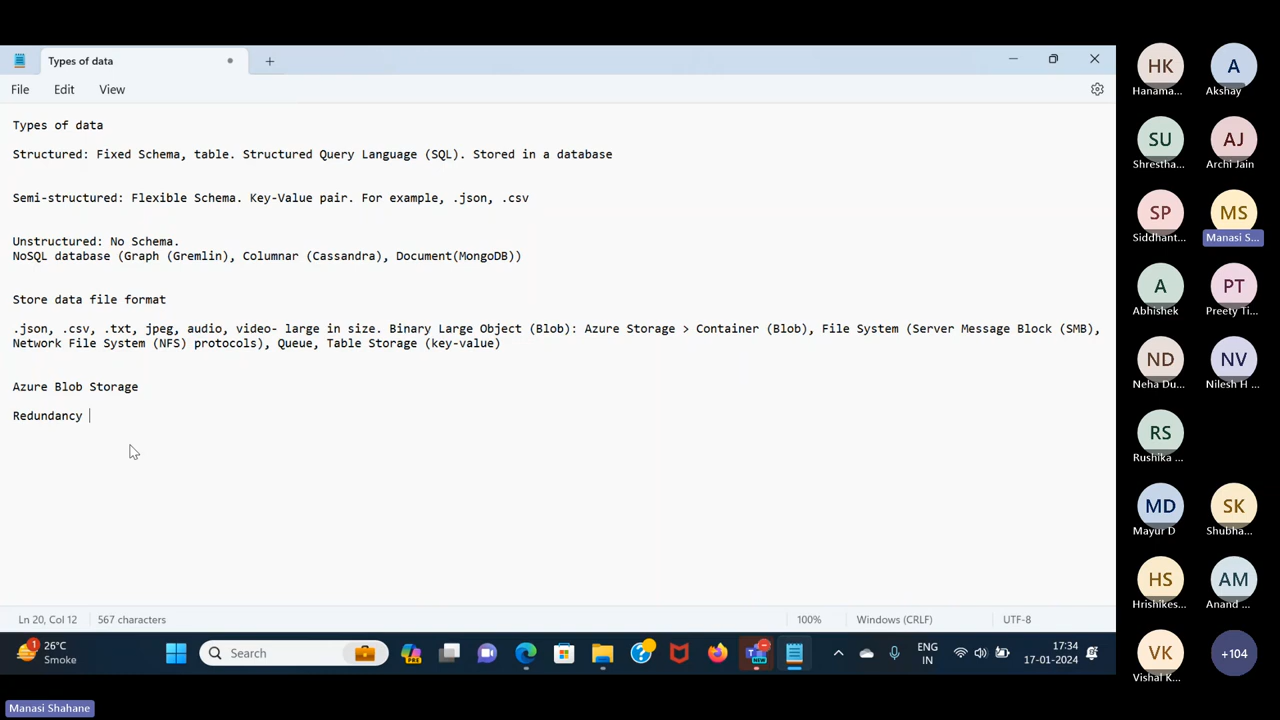 Types of data
File Edit View
Types of data
Structured: Fixed Schema, table. Structured Query Language (SQL). Stored in a database
Semi-structured: Flexible Schema. Key-Value pair. For example, .json, .csv
Unstructured: No Schema.
NoSQL database (Graph (Gremlin), Columnar (Cassandra), Document(MongoDB))
Store data file format
.json, .csv, .txt, jpeg, audio, video- large in size. Binary Large Object (Blob): Azure Storage > Container (Blob), File System (Server Message Block (SMB),
Network File System (NFS) protocols), Queue, Table Storage (key-value)
Azure Blob Storage
Redundancy
Ln 20, Col 12 567 characters 100% Windows (CRLF) UTF-8
1 26°C
Smoke
Search
PRE
NEW
ENG
IN
17:34
17-01-2024
Manasi Shahane
HK A
Hanama... Akshay
SU AJ
Shrestha... Archi Jain
SP MS
Siddhant... Manasi S...
A PT
Abhishek Preety Ti...
ND NV
Neha Du... Nilesh H ...
RS
Rushika ...
MD SK
Mayur D Shubha...
HS AM
Hrishikes... Anand ...
VK +104
Vishal K...